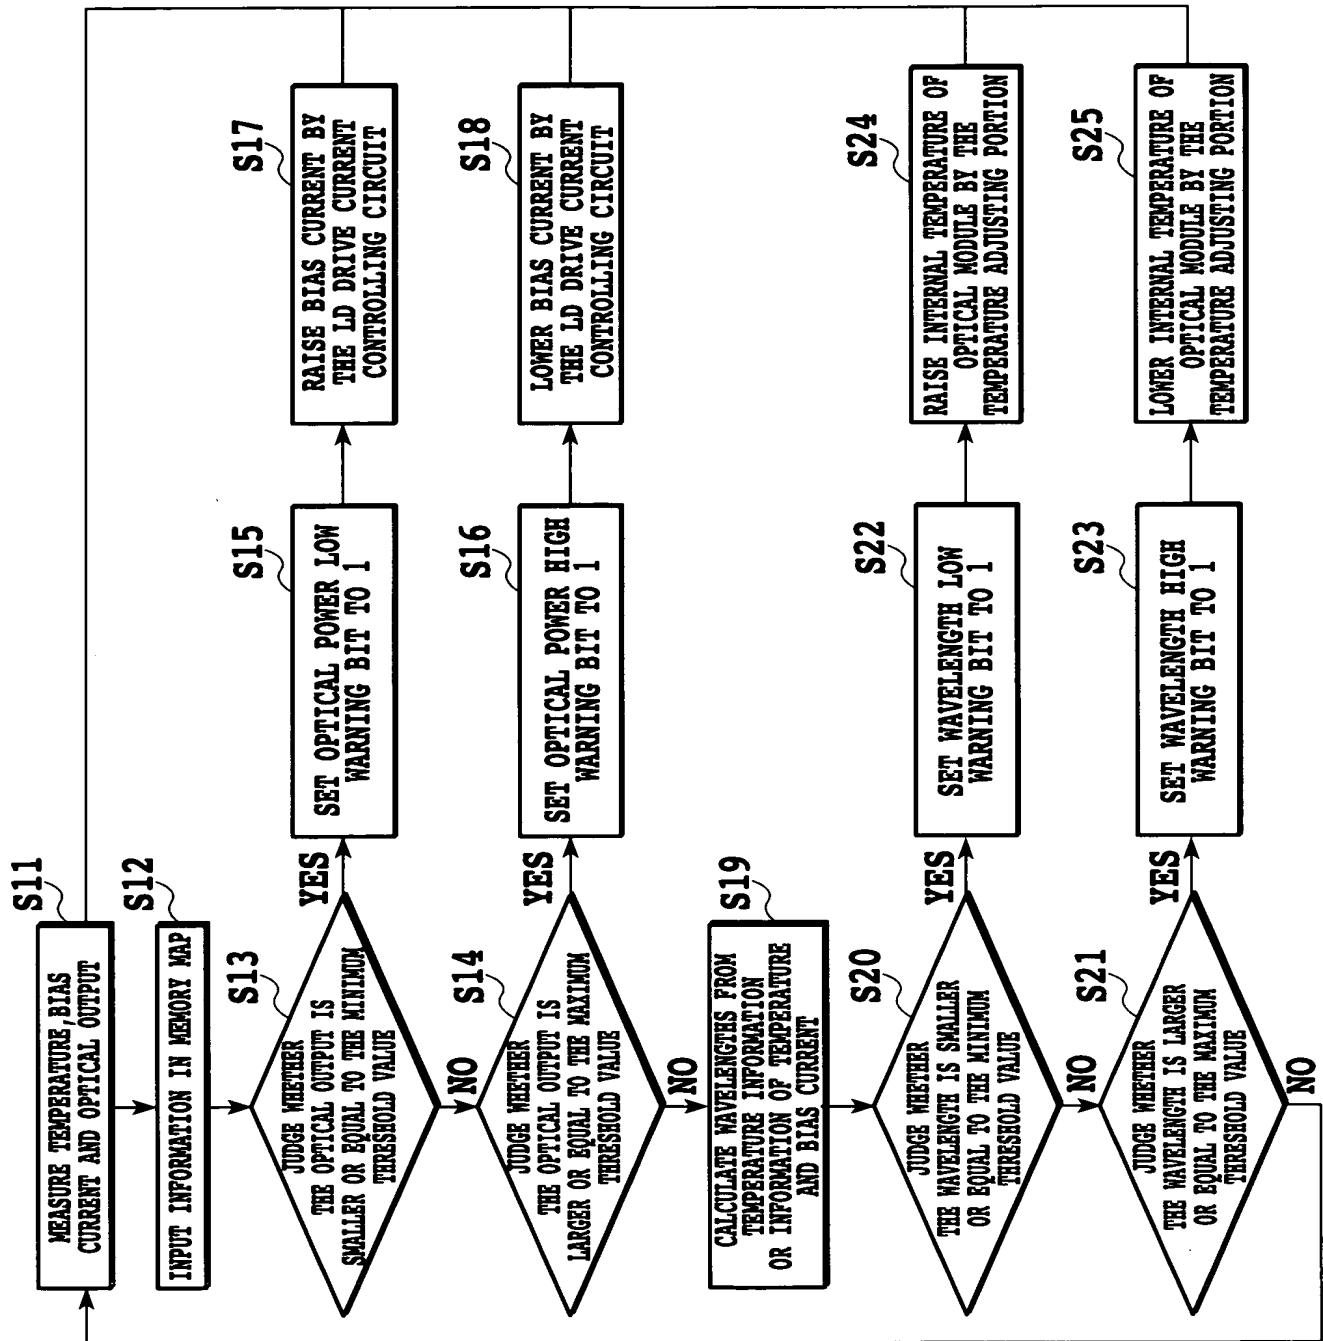 S11
MEASURE TEMPERATURE, BIAS
CURRENT AND OPTICAL OUTPUT
S12
INPUT INFORMATION IN MEMORY MAP
S13
JUDGE WHETHER
THE OPTICAL OUTPUT IS
SMALLER OR EQUAL TO THE MINIMUM
THRESHOLD VALUE
YES
NO
S15
SET OPTICAL POWER LOW
WARNING BIT TO 1
S17
RAISE BIAS CURRENT BY
THE LD DRIVE CURRENT
CONTROLLING CIRCUIT
S14
JUDGE WHETHER
THE OPTICAL OUTPUT IS
LARGER OR EQUAL TO THE MAXIMUM
THRESHOLD VALUE
YES
NO
S16
SET OPTICAL POWER HIGH
WARNING BIT TO 1
S18
LOWER BIAS CURRENT BY
THE LD DRIVE CURRENT
CONTROLLING CIRCUIT
S19
CALCULATE WAVELENGTHS FROM
TEMPERATURE INFORMATION
OR INFORMATION OF TEMPERATURE
AND BIAS CURRENT
S20
JUDGE WHETHER
THE WAVELENGTH IS SMALLER
OR EQUAL TO THE MINIMUM
THRESHOLD VALUE
YES
NO
S22
SET WAVELENGTH LOW
WARNING BIT TO 1
S24
RAISE INTERNAL TEMPERATURE OF
OPTICAL MODULE BY THE
TEMPERATURE ADJUSTING PORTION
S21
JUDGE WHETHER
THE WAVELENGTH IS LARGER
OR EQUAL TO THE MAXIMUM
THRESHOLD VALUE
YES
NO
S23
SET WAVELENGTH HIGH
WARNING BIT TO 1
S25
LOWER INTERNAL TEMPERATURE OF
OPTICAL MODULE BY THE
TEMPERATURE ADJUSTING PORTION